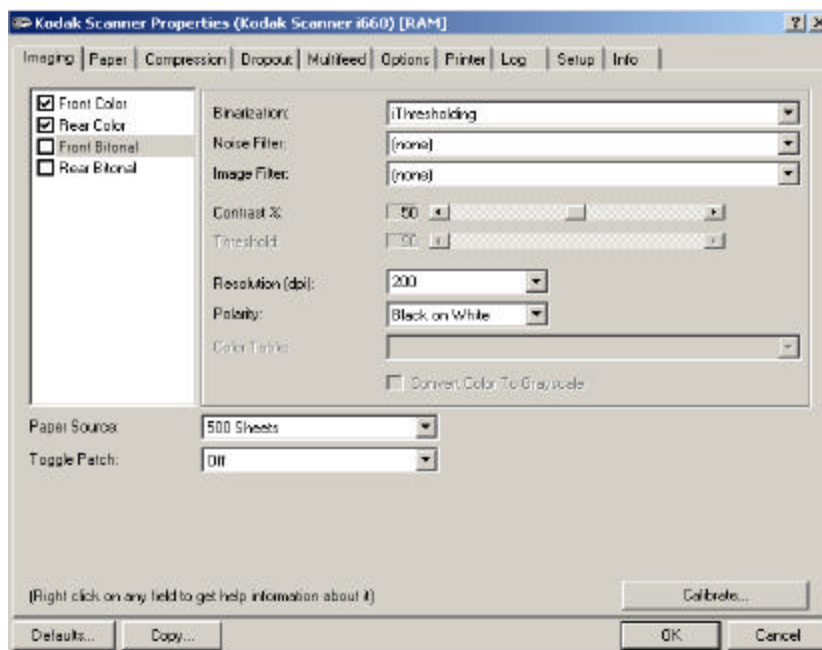 Kodak Scanner Properties (Kodak Scanner i660) [RAM]
Imaging Paper Compression Dropout Multifeed Options Printer Log Setup Info
Front Color
Rear Color
Front Bitonal
Rear Bitonal
Binarization: iThresholding
Noise Filter: (none)
Image Filter: (none)
Contrast %: 50
Threshold: 90
Resolution (dpi): 200
Polarity: Black on White
Color Table:
Convert Color To Grayscale
Paper Source: 500 Sheets
Toggle Patch: Off
(Right click on any field to get help information about it)
Calibrate...
Defaults... Copy... OK Cancel